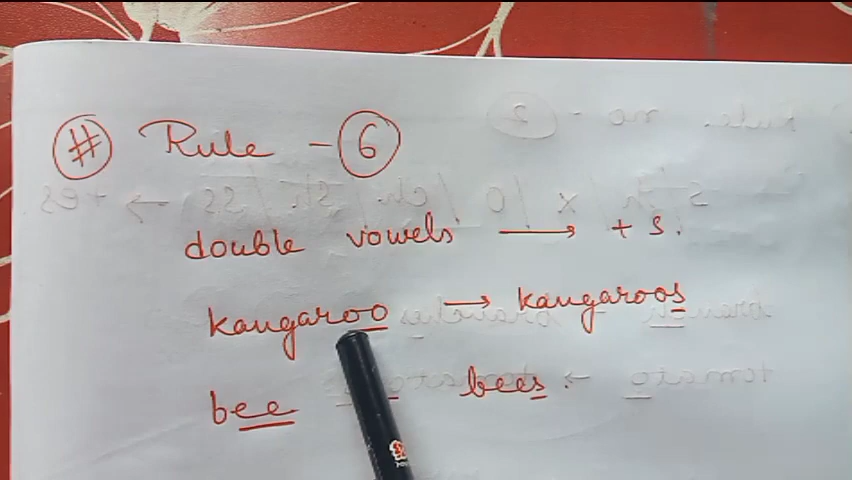 # Rule - 6
double vowels → + s.
kangaroo → kangaroos
bee bees.